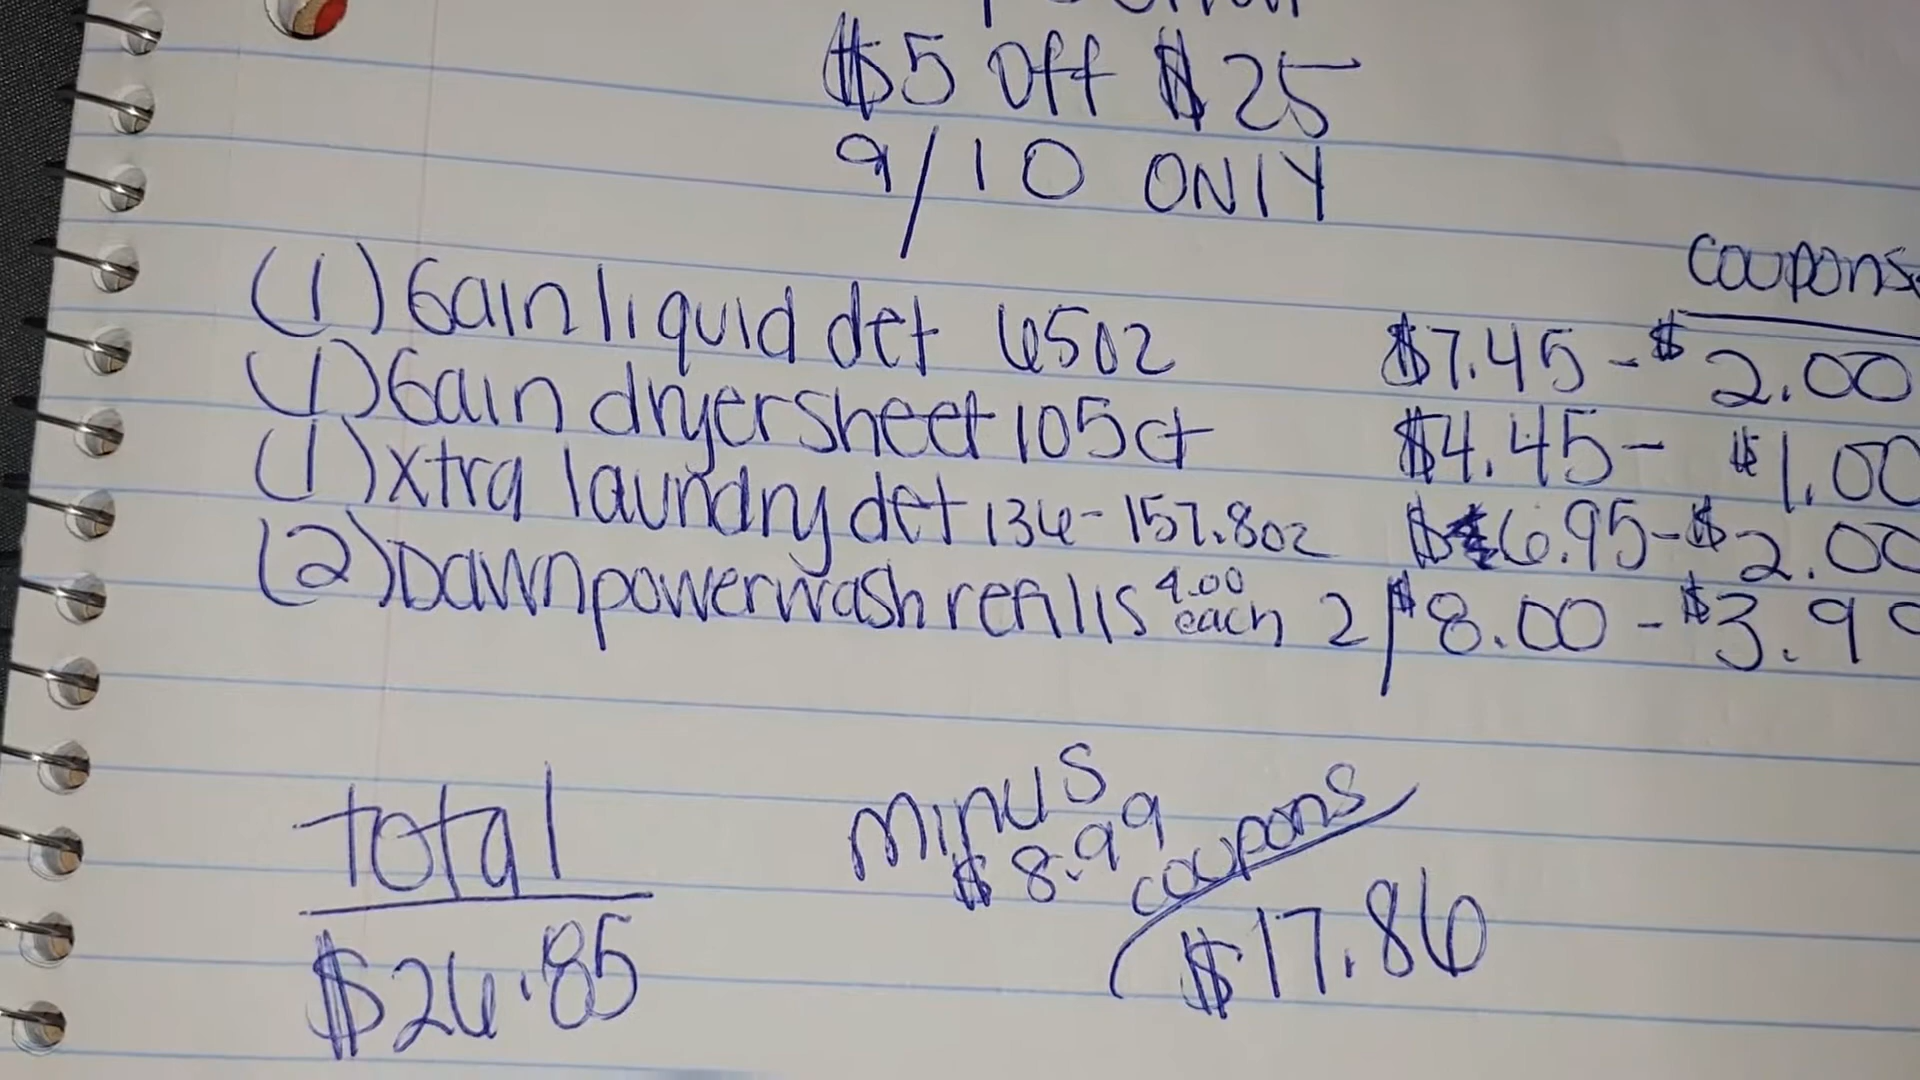 $5 Off $25
9/10 ONLY
coupons
(1) Gain liquid det 65oz $7.45 - $2.00
(1) Gain dryer sheet 105ct $4.45 - $1.00
(1) xtra laundry det 136-157.8oz $6.95 - $2.00
(2) Dawn powerwash refills 4.00 each 2/$8.00 - $3.99
total
$26.85
minus
$8.99
coupons
$17.86